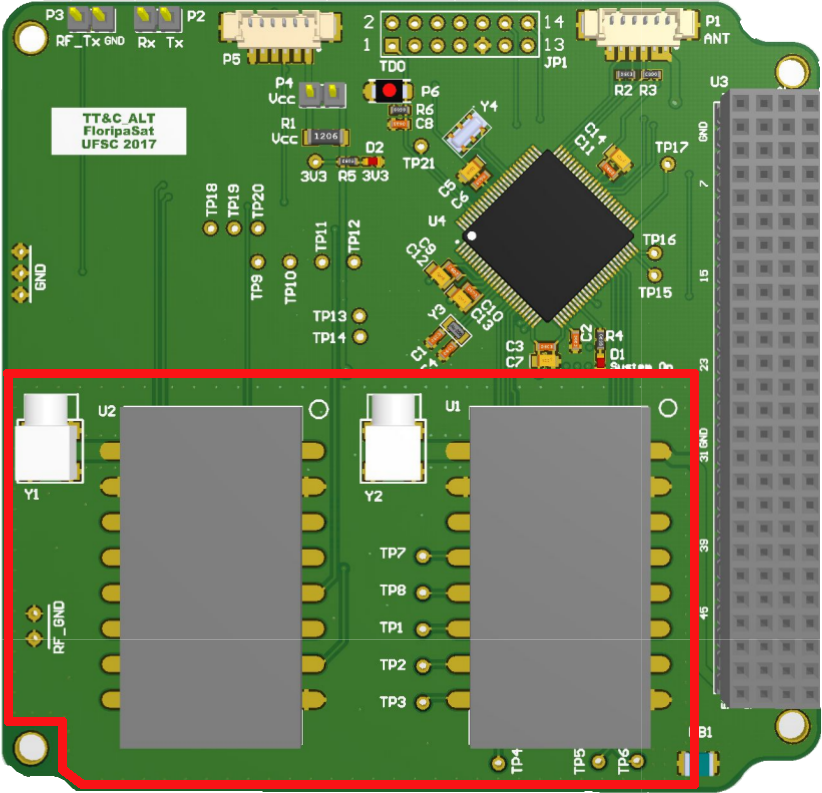 P3
RF_Tx GND
P2
Rx Tx
P5
2
14
1
13
TDO
JP1
P1
ANT
P4
Vcc
P6
R6
C8
R2 R3
U3
TT&C_ALT
FloripaSat
UFSC 2017
R1
Vcc
1206
D2
3V3
R5
3V3
TP21
Y4
C14
C11
TP17
GND
7
C5
C6
U4
TP18
TP19
TP20
TP9
TP10
TP11
TP12
TP16
TP15
15
GND
C9
C12
C10
C13
TP13
TP14
Y3
C3
C7
C2
R4
D1
System On
23
U2
U1
GND
31
Y1
Y2
TP7
39
TP8
RF_GND
TP1
45
TP2
TP3
TP4
TP5
TP6
B1